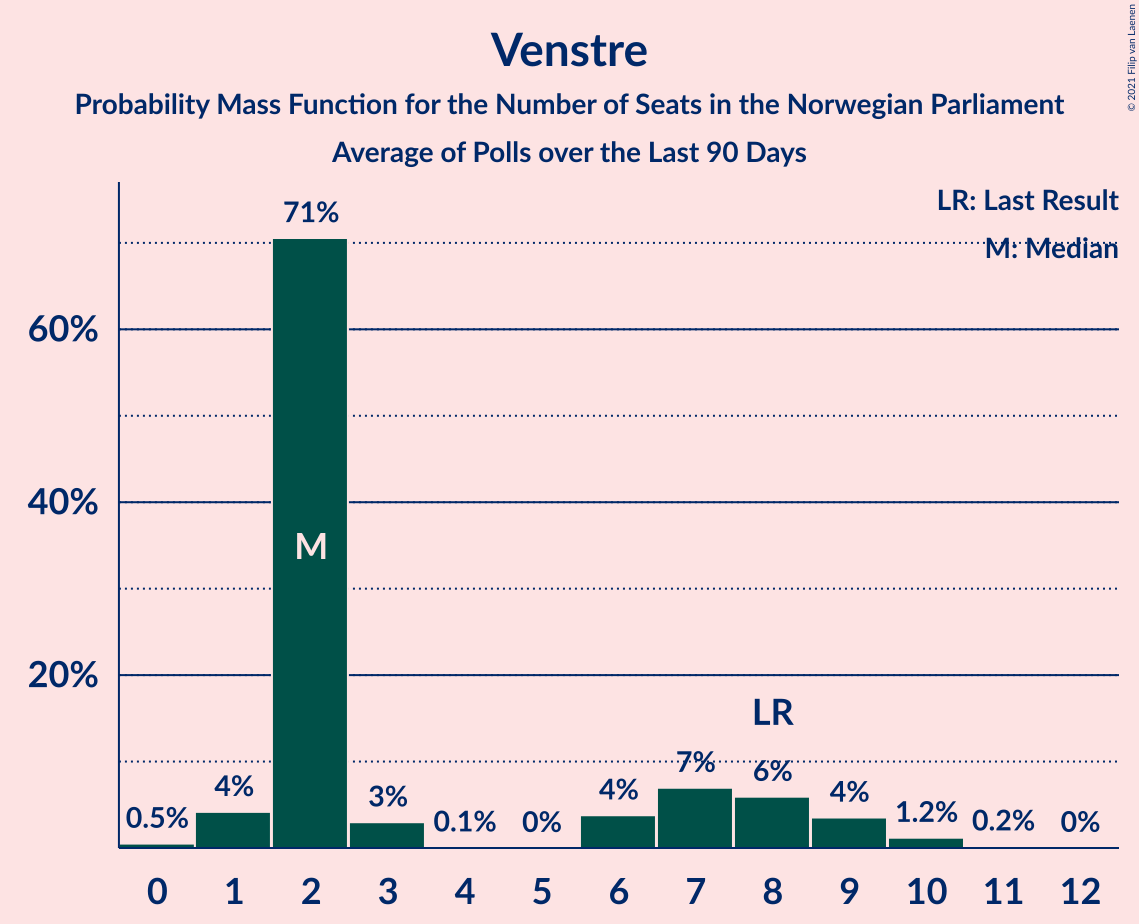 Venstre
Probability Mass Function for the Number of Seats in the Norwegian Parliament
Average of Polls over the Last 90 Days
© 2021 Filip van Laenen
LR: Last Result
M: Median
71%
60%
40%
M
20%
LR
0.5%
4%
3%
0.1%
0%
4%
7%
6%
4%
1.2%
0.2%
0%
0 1 2 3 4 5 6 7 8 9 10 11 12